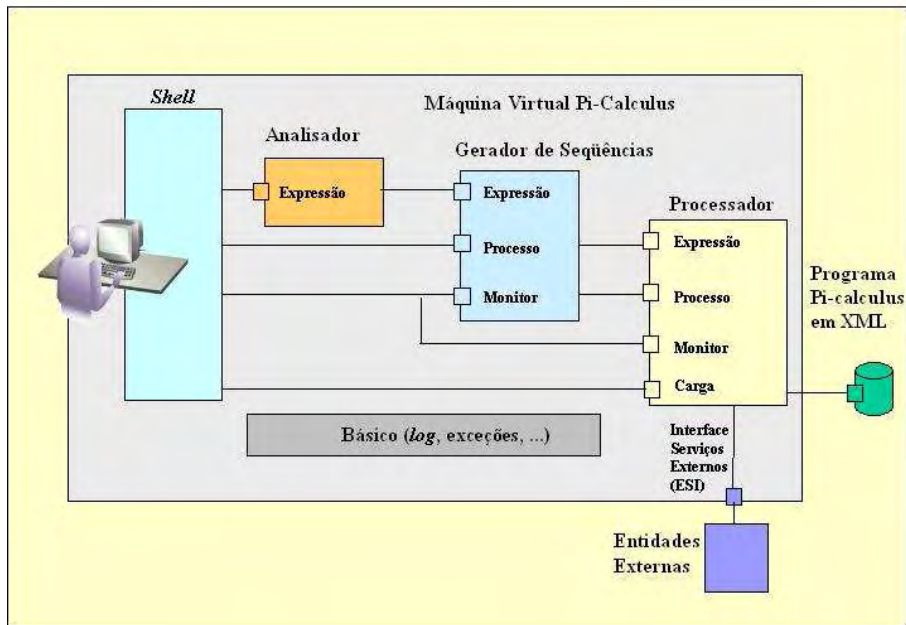 Shell
Máquina Virtual Pi-Calculus
Analisador
Gerador de Seqüências
Expressão
Expressão
Processador
Processo
Expressão
Monitor
Processo
Programa
Pi-calculus
em XML
Monitor
Carga
Básico (log, exceções, ...)
Interface
Serviços
Externos
(ESI)
Entidades
Externas